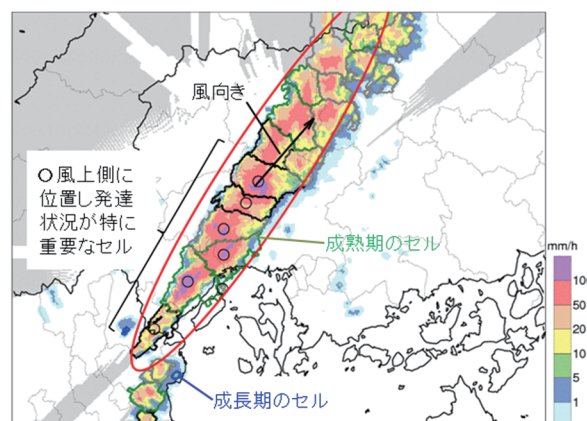 風向き
○風上側に
位置し発達
状況が特に
重要なセル
成熟期のセル
mm/h
100
50
20
10
5
1
成長期のセル